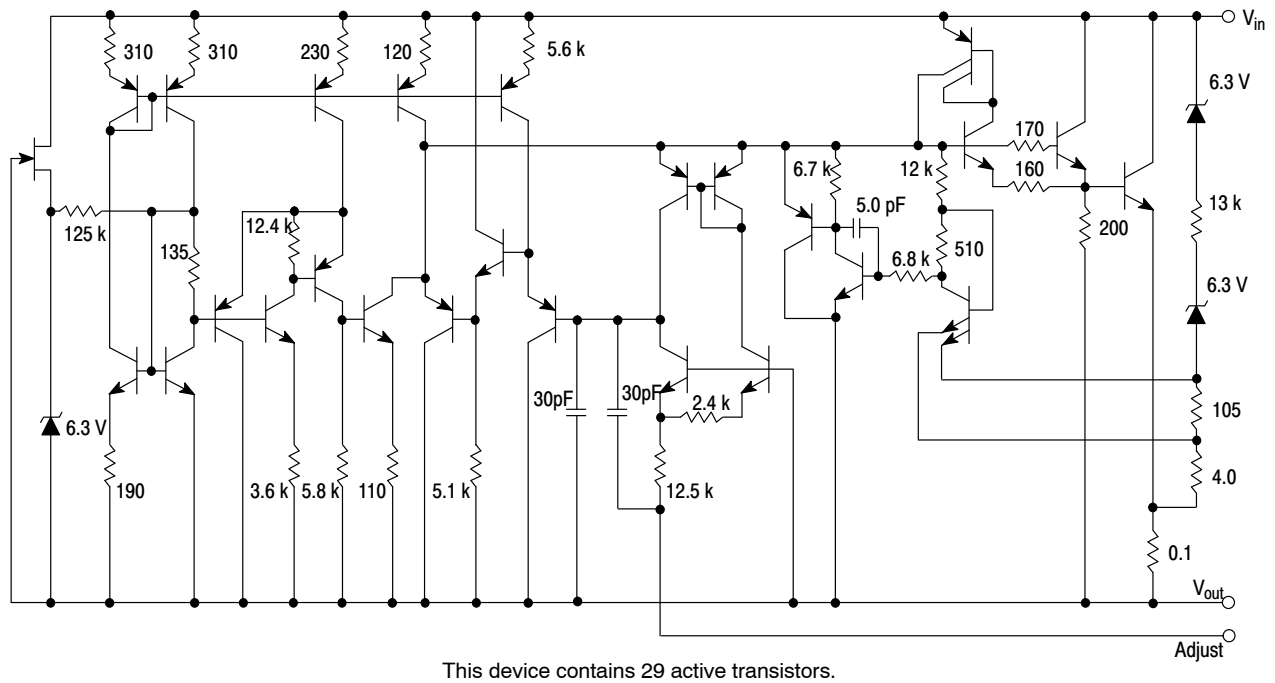 V_in
310
310
230
120
5.6 k
6.3 V
170
6.7 k
12 k
160
5.0 pF
13 k
125 k
12.4 k
200
135
6.8 k
510
6.3 V
30pF
30pF
2.4 k
105
6.3 V
190
3.6 k
5.8 k
110
5.1 k
12.5 k
4.0
0.1
V_out
Adjust
This device contains 29 active transistors.